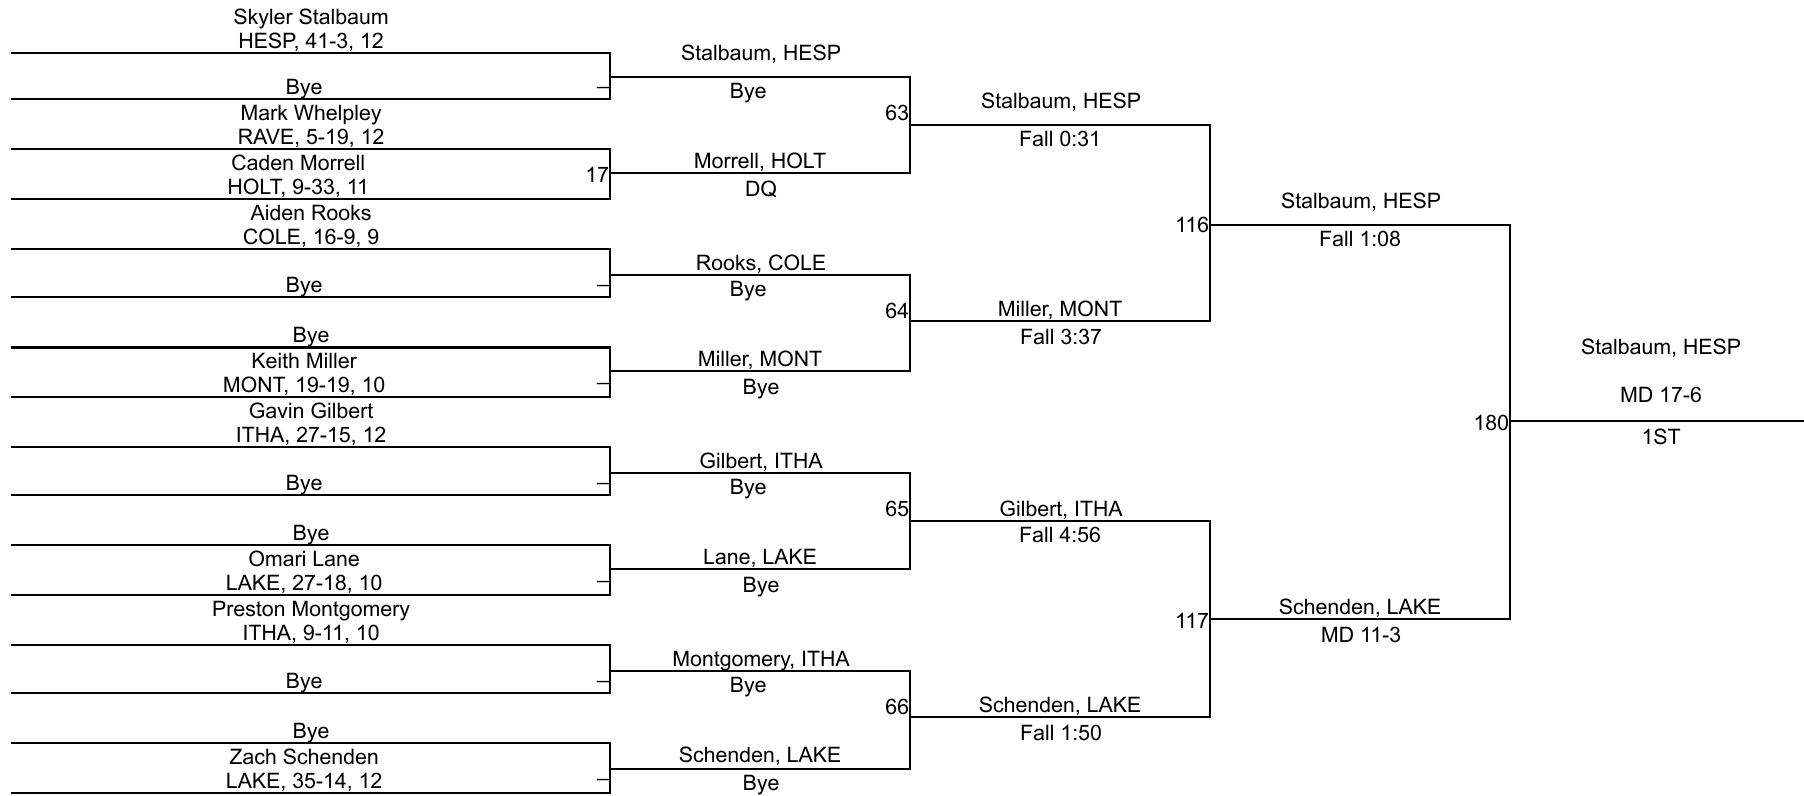 Skyler Stalbaum
HESP, 41-3, 12
Bye
Mark Whelpley
RAVE, 5-19, 12
Caden Morrell
HOLT, 9-33, 11
17
Aiden Rooks
COLE, 16-9, 9
Bye
Bye
Keith Miller
MONT, 19-19, 10
Gavin Gilbert
ITHA, 27-15, 12
Bye
Bye
Omari Lane
LAKE, 27-18, 10
Preston Montgomery
ITHA, 9-11, 10
Bye
Bye
Zach Schenden
LAKE, 35-14, 12
Stalbaum, HESP
Bye
63
Morrell, HOLT
DQ
Rooks, COLE
Bye
64
Miller, MONT
Bye
Gilbert, ITHA
Bye
65
Lane, LAKE
Bye
Montgomery, ITHA
Bye
66
Schenden, LAKE
Bye
Stalbaum, HESP
Fall 0:31
116
Miller, MONT
Fall 3:37
Gilbert, ITHA
Fall 4:56
117
Schenden, LAKE
Fall 1:50
Stalbaum, HESP
Fall 1:08
180
Schenden, LAKE
MD 11-3
Stalbaum, HESP
MD 17-6
1ST